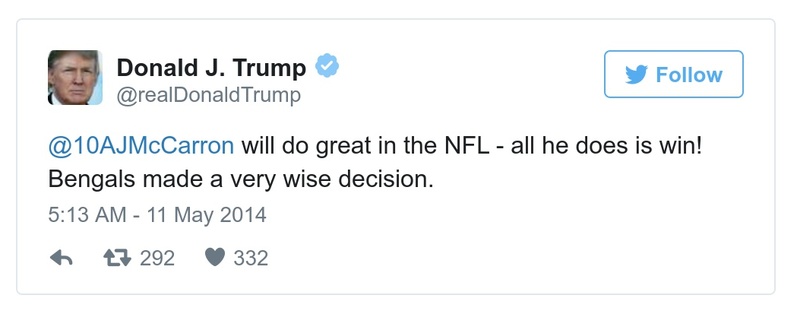 Donald J. Trump
@realDonaldTrump
Follow
@10AJMcCarron will do great in the NFL - all he does is win!
Bengals made a very wise decision.
5:13 AM - 11 May 2014
292 332